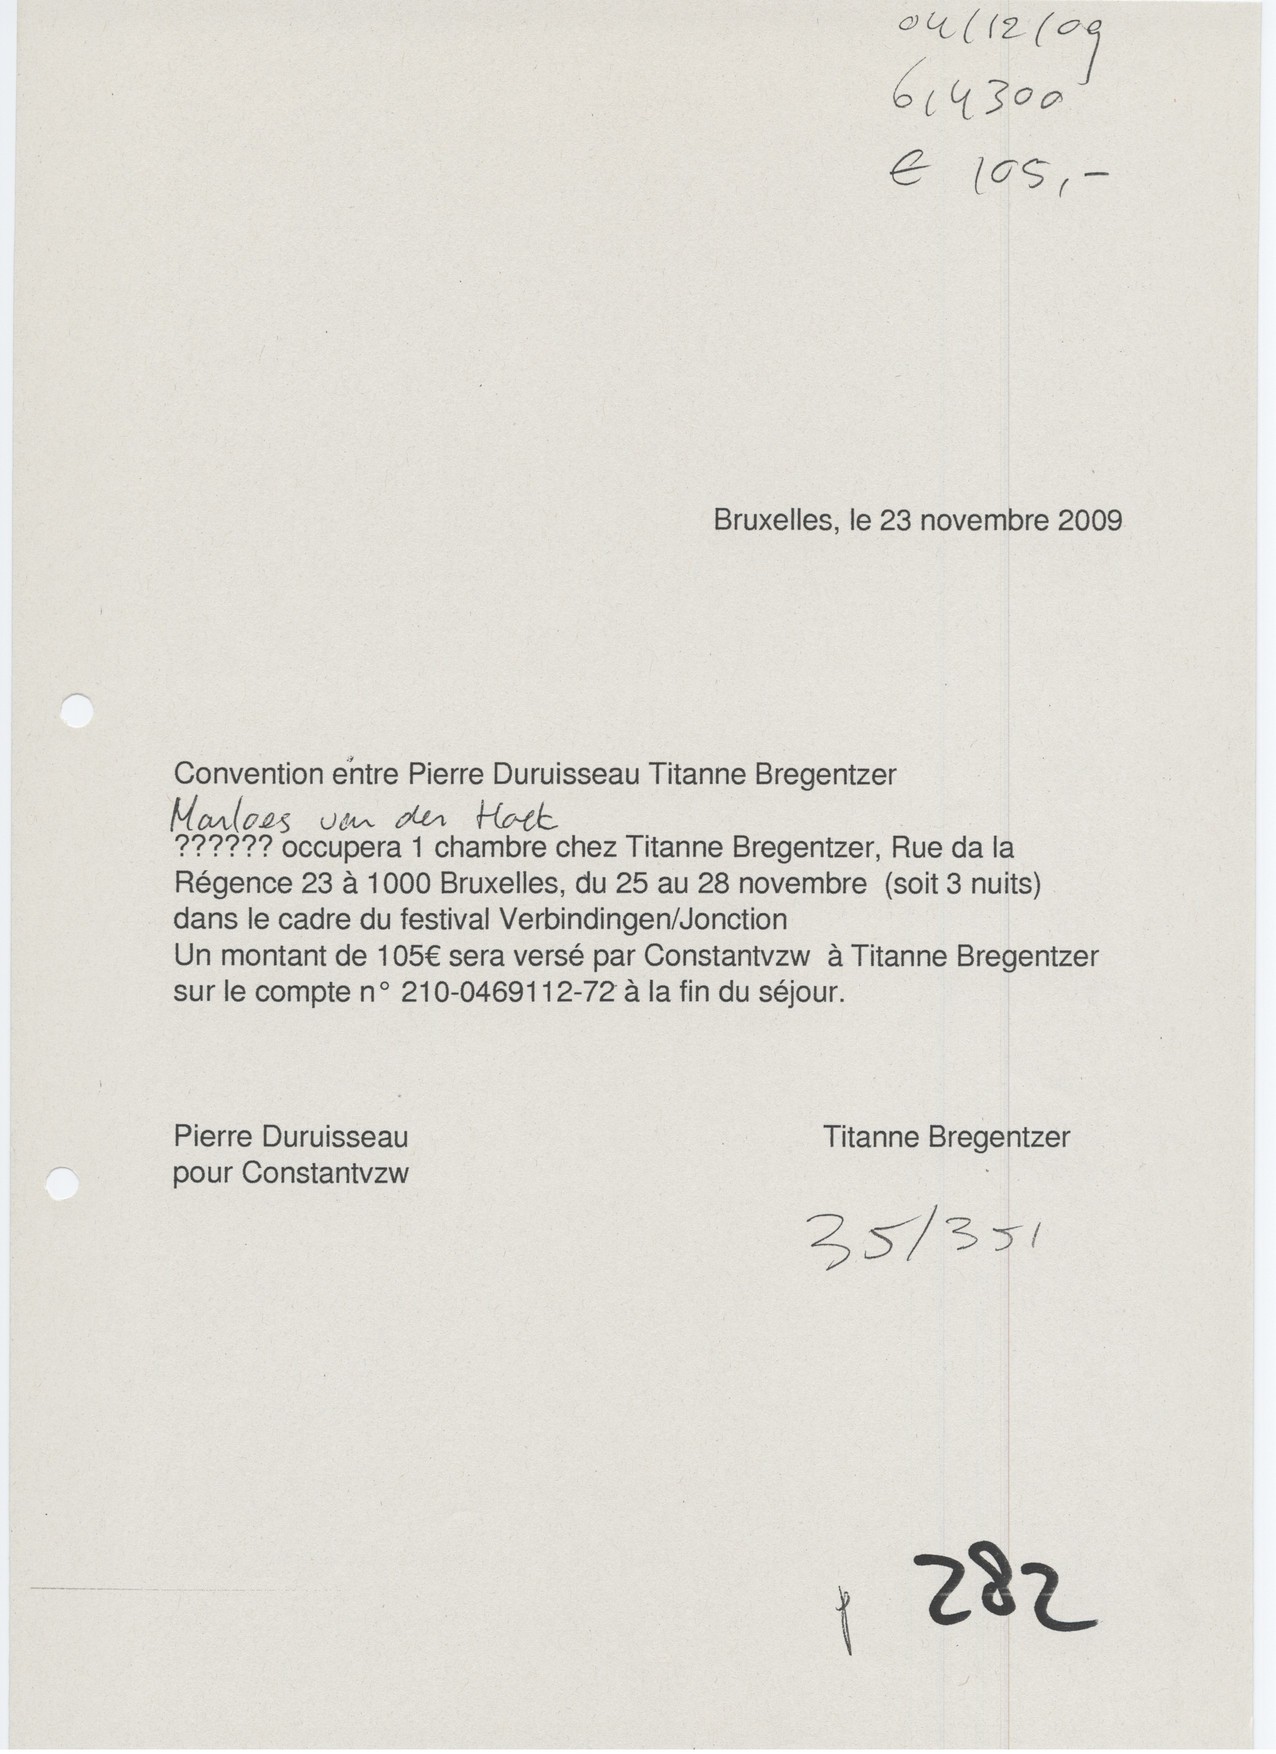 04/12/09
614300
€ 105,-
Bruxelles, le 23 novembre 2009
Convention entre Pierre Duruisseau Titanne Bregentzer
Marloes van der Hoek
?????? occupera 1 chambre chez Titanne Bregentzer, Rue da la
Régence 23 à 1000 Bruxelles, du 25 au 28 novembre (soit 3 nuits)
dans le cadre du festival Verbindingen/Jonction
Un montant de 105€ sera versé par Constantvzw à Titanne Bregentzer
sur le compte n° 210-0469112-72 à la fin du séjour.
Pierre Duruisseau Titanne Bregentzer
pour Constantvzw
35/351
282